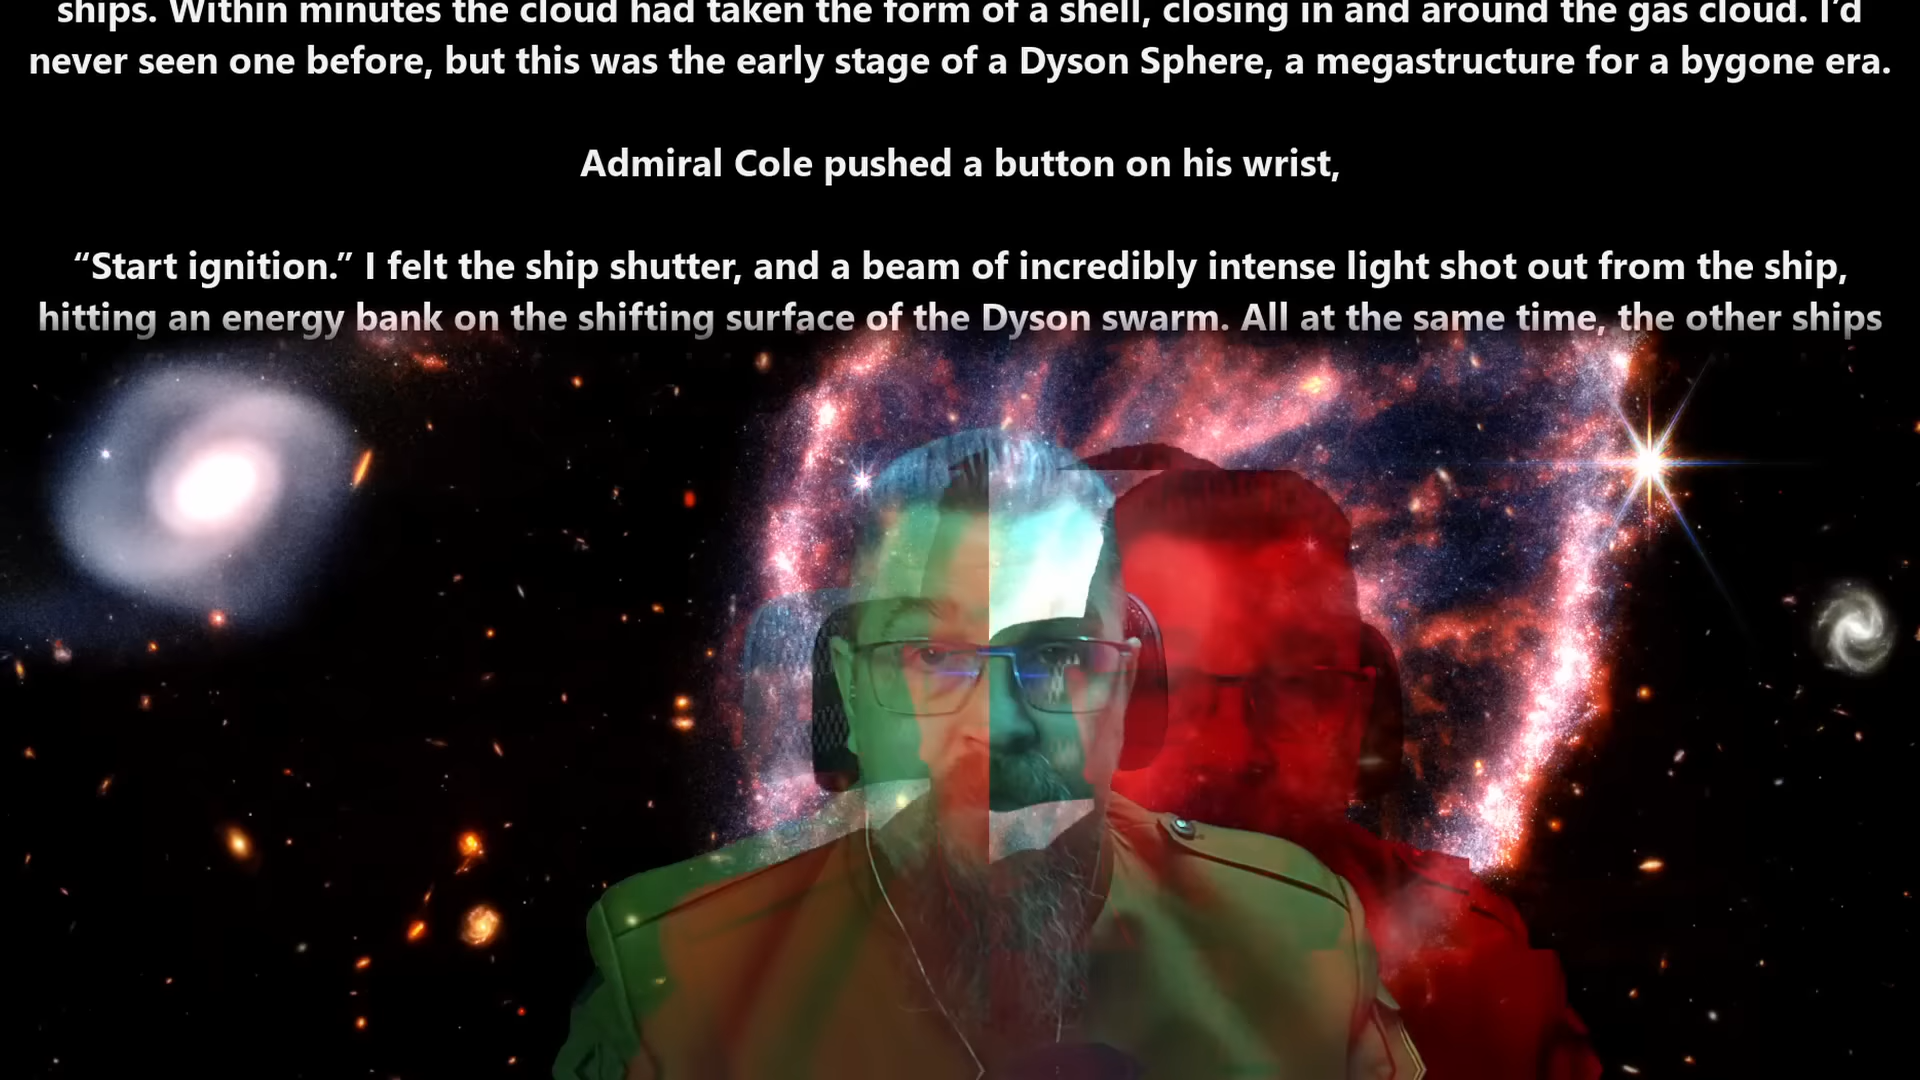 ships. Within minutes the cloud had taken the form of a shell, closing in and around the gas cloud. I’d
never seen one before, but this was the early stage of a Dyson Sphere, a megastructure for a bygone era.
Admiral Cole pushed a button on his wrist,
“Start ignition.” I felt the ship shutter, and a beam of incredibly intense light shot out from the ship,
hitting an energy bank on the shifting surface of the Dyson swarm. All at the same time, the other ships